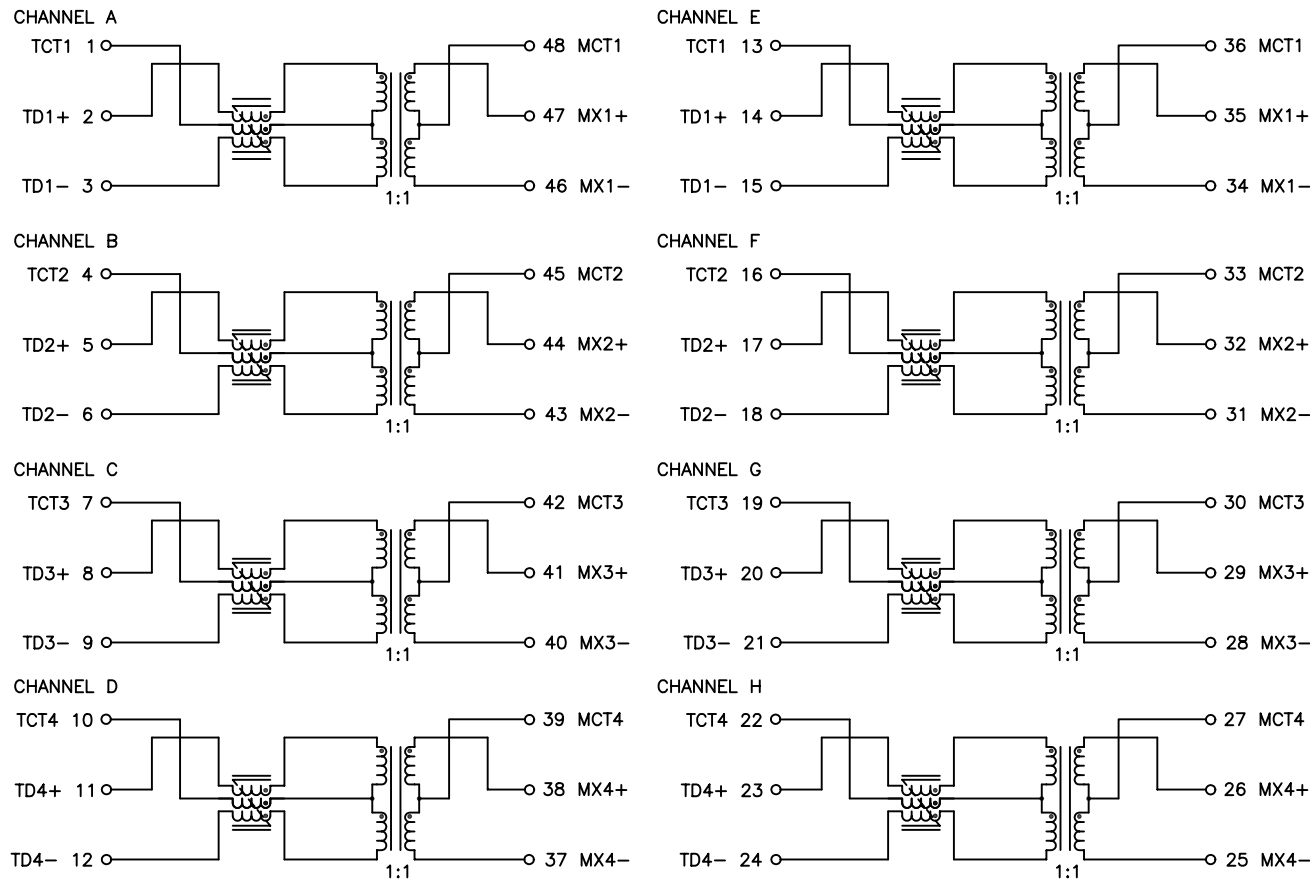 CHANNEL A
TCT1 1 48 MCT1
TD1+ 2 47 MX1+
TD1– 3 46 MX1–
1:1
CHANNEL B
TCT2 4 45 MCT2
TD2+ 5 44 MX2+
TD2– 6 43 MX2–
1:1
CHANNEL C
TCT3 7 42 MCT3
TD3+ 8 41 MX3+
TD3– 9 40 MX3–
1:1
CHANNEL D
TCT4 10 39 MCT4
TD4+ 11 38 MX4+
TD4– 12 37 MX4–
1:1
CHANNEL E
TCT1 13 36 MCT1
TD1+ 14 35 MX1+
TD1– 15 34 MX1–
1:1
CHANNEL F
TCT2 16 33 MCT2
TD2+ 17 32 MX2+
TD2– 18 31 MX2–
1:1
CHANNEL G
TCT3 19 30 MCT3
TD3+ 20 29 MX3+
TD3– 21 28 MX3–
1:1
CHANNEL H
TCT4 22 27 MCT4
TD4+ 23 26 MX4+
TD4– 24 25 MX4–
1:1